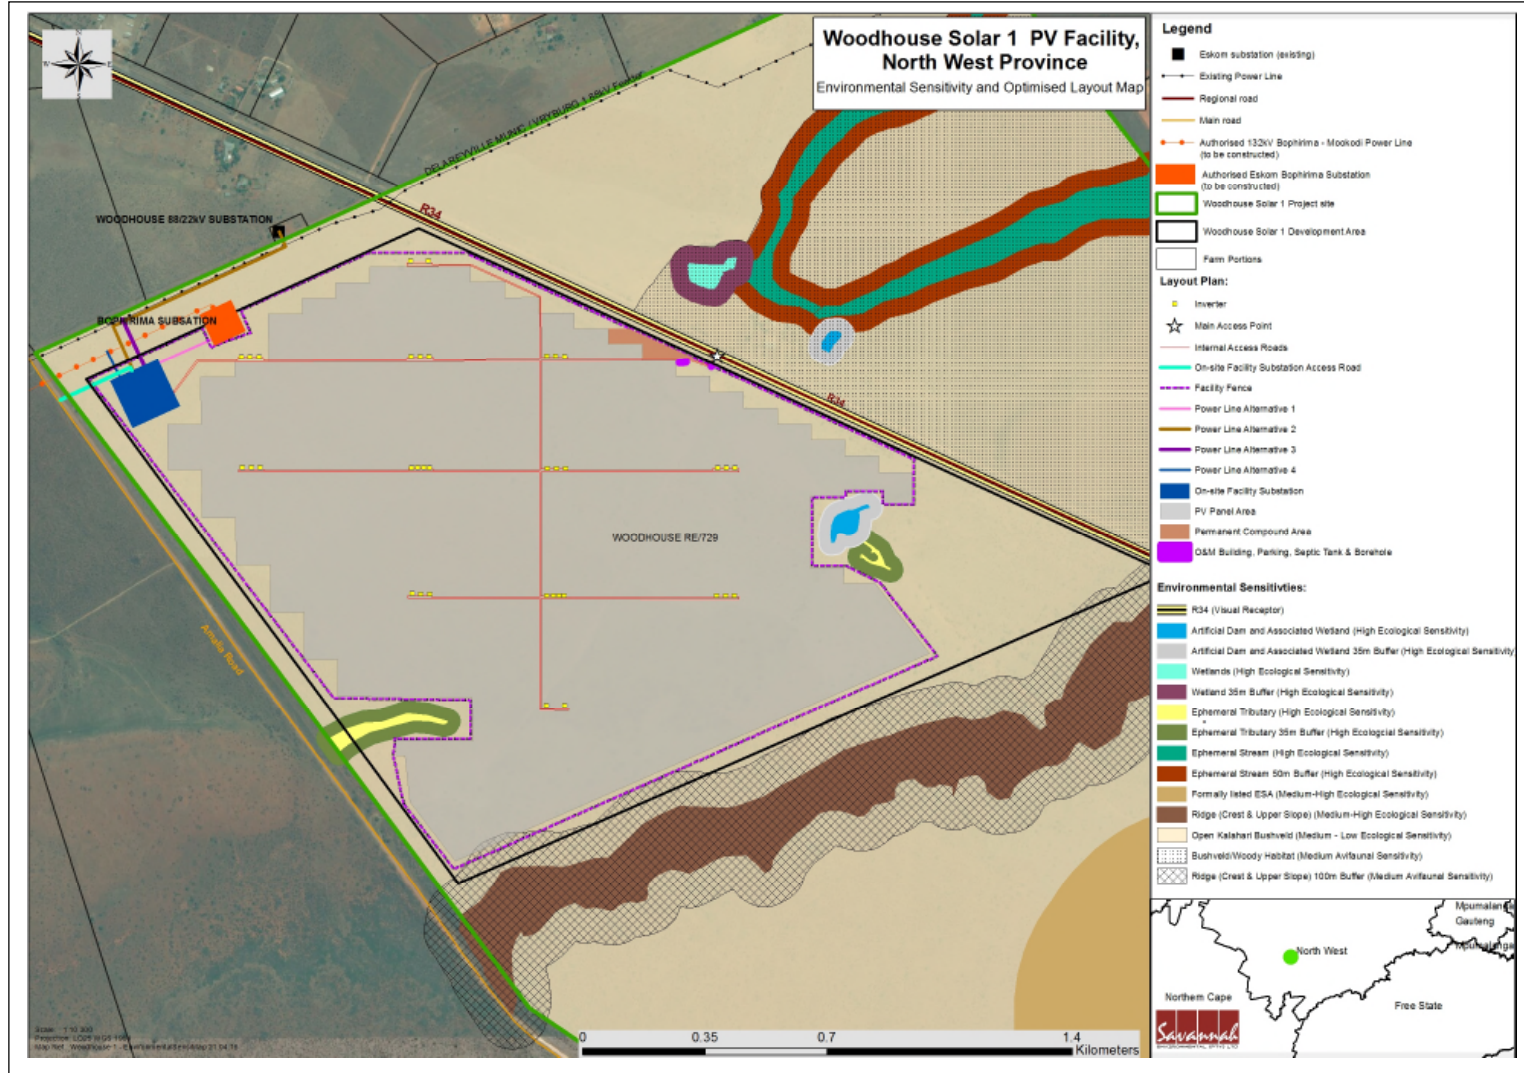 Woodhouse Solar 1 PV Facility,
North West Province
Environmental Sensitivity and Optimised Layout Map
N
W
E
S
DELAREYVILLE MUNIC / VRYBURG 1 88kV Feeder
R34
WOODHOUSE 88/22kV SUBSTATION
BOPHIRIMA SUBSATION
R34
WOODHOUSE RE/729
Amalia Road
0
0.35
0.7
1.4
Kilometers
Legend
Eskom substation (existing)
Existing Power Line
Regional road
Main road
Authorised 132kV Bophirima - Mookodi Power Line
(to be constructed)
Authorised Eskom Bophirima Substation
(to be constructed)
Woodhouse Solar 1 Project site
Woodhouse Solar 1 Development Area
Farm Portions
Layout Plan:
Inverter
Main Access Point
Internal Access Roads
On-site Facility Substation Access Road
Facility Fence
Power Line Alternative 1
Power Line Alternative 2
Power Line Alternative 3
Power Line Alternative 4
On-site Facility Substation
PV Panel Area
Permanent Compound Area
O&M Building, Parking, Septic Tank & Borehole
Environmental Sensitivties:
R34 (Visual Receptor)
Artificial Dam and Associated Wetland (High Ecological Sensitivity)
Artificial Dam and Associated Wetland 35m Buffer (High Ecological Sensitivity
Wetlands (High Ecological Sensitivity)
Wetland 35m Buffer (High Ecological Sensitivity)
Ephemeral Tributary (High Ecological Sensitivity)
Ephemeral Tributary 35m Buffer (High Ecologcial Sensitivity)
Ephemeral Stream (High Ecological Sensitivity)
Ephemeral Stream 50m Buffer (High Ecological Sensitivity)
Formally listed ESA (Medium-High Ecological Sensitivity)
Ridge (Crest & Upper Slope) (Medium-High Ecological Sensitivity)
Open Kalahari Bushveld (Medium - Low Ecological Sensitivity)
Bushveld/Woody Habitat (Medium Avifaunal Sensitivity)
Ridge (Crest & Upper Slope) 100m Buffer (Medium Avifaunal Sensitivity)
Mpumalanga
Gauteng
Mpumalanga
North West
Northern Cape
Free State
Savannah